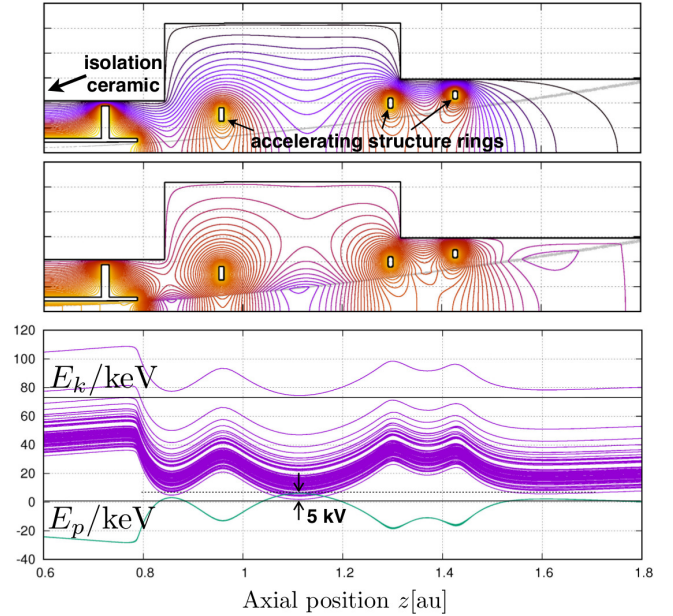 isolation
ceramic
accelerating structure rings
120
100
80
60
40
20
0
-20
-40
E_k/keV
E_p/keV
5 kV
0.6
0.8
1
1.2
1.4
1.6
1.8
Axial position z[au]